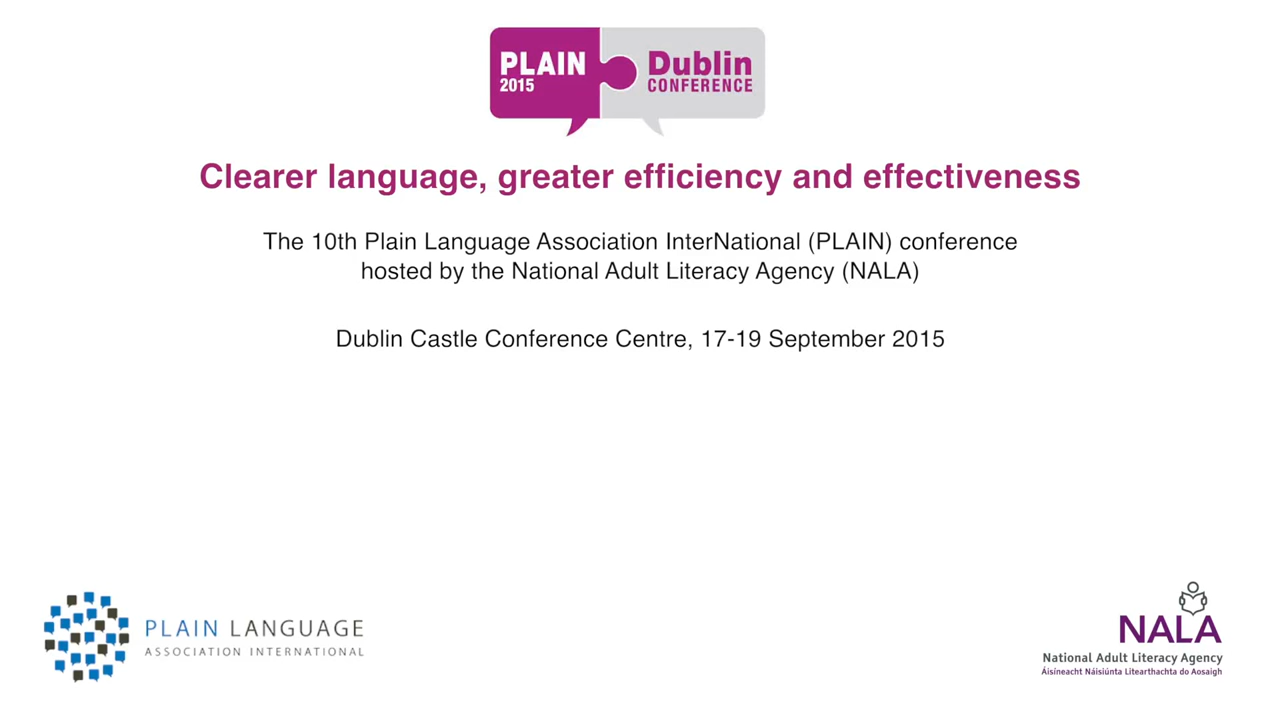 PLAIN
2015
Dublin
CONFERENCE
Clearer language, greater efficiency and effectiveness
The 10th Plain Language Association InterNational (PLAIN) conference
hosted by the National Adult Literacy Agency (NALA)
Dublin Castle Conference Centre, 17-19 September 2015
PLAIN LANGUAGE
ASSOCIATION INTERNATIONAL
NALA
National Adult Literacy Agency
Áisíneacht Náisiúnta Litearthachta do Aosaigh